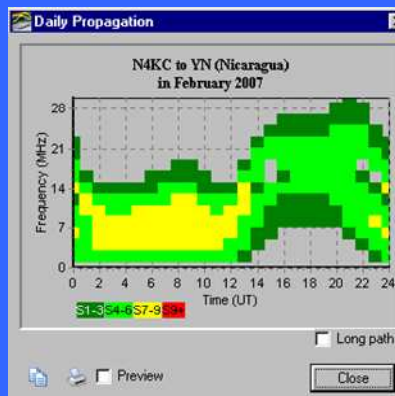 Daily Propagation
N4KC to YN (Nicaragua)
in February 2007
Frequency (MHz)
28
21
14
7
0
0 2 4 6 8 10 12 14 16 18 20 22 24
Time (UT)
S1-3 S4-6 S7-9 S9+
Long path
Preview
Close